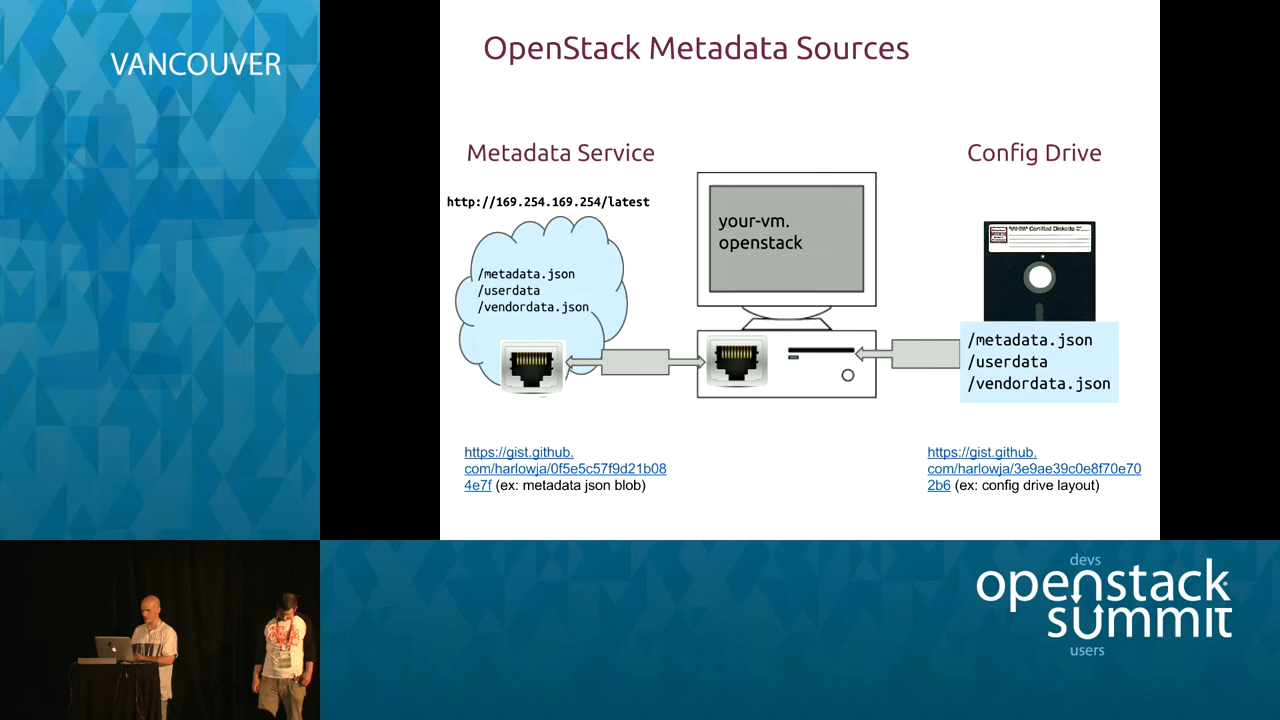 VANCOUVER
OpenStack Metadata Sources
Metadata Service
Config Drive
http://169.254.169.254/latest
/metadata.json
/userdata
/vendordata.json
your-vm.
openstack
Certified Diskette
/metadata.json
/userdata
/vendordata.json
https://gist.github.
com/harlowja/0f5e5c57f9d21b08
4e7f (ex: metadata json blob)
https://gist.github.
com/harlowja/3e9ae39c0e8f70e70
2b6 (ex: config drive layout)
devs
openstack
summit
users